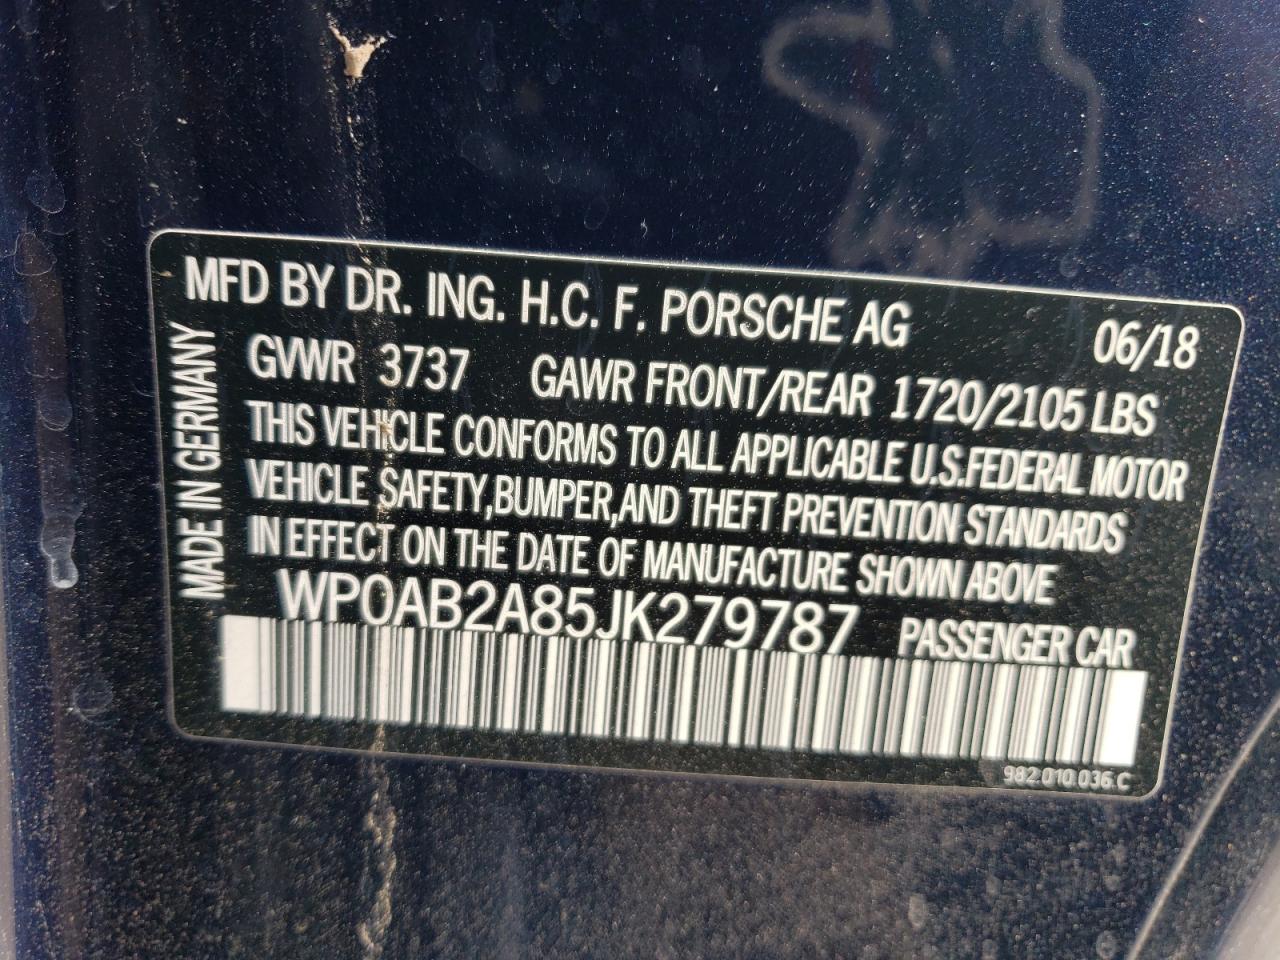 MFD BY DR. ING. H.C. F. PORSCHE AG 06/18
GVWR 3737 GAWR FRONT/REAR 1720/2105 LBS
THIS VEHICLE CONFORMS TO ALL APPLICABLE U.S.FEDERAL MOTOR
VEHICLE SAFETY,BUMPER,AND THEFT PREVENTION STANDARDS
IN EFFECT ON THE DATE OF MANUFACTURE SHOWN ABOVE
WP0AB2A85JK279787 PASSENGER CAR
982.010.036.C
MADE IN GERMANY